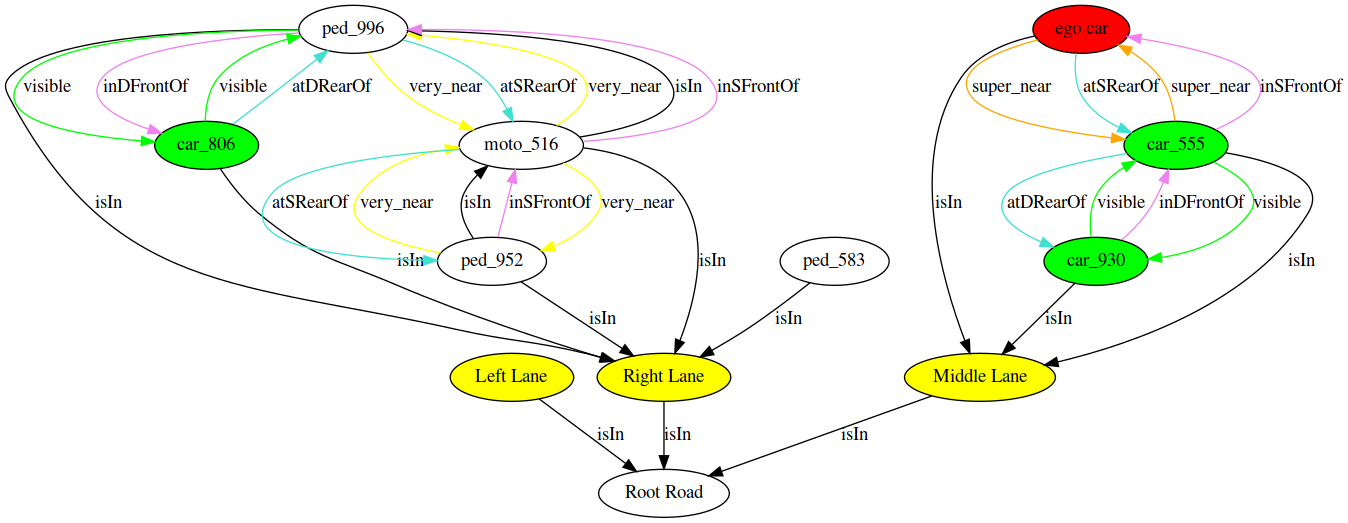 ped_996
ego car
visible
inDFrontOf
visible
atDRearOf
very_near
atSRearOf
very_near
isIn
inSFrontOf
super_near
atSRearOf
super_near
inSFrontOf
car_806
moto_516
car_555
isIn
atSRearOf
very_near
isIn
inSFrontOf
very_near
isIn
atDRearOf
visible
inDFrontOf
visible
isIn
ped_952
isIn
ped_583
car_930
isIn
isIn
isIn
isIn
Left Lane
Right Lane
Middle Lane
isIn
isIn
isIn
Root Road